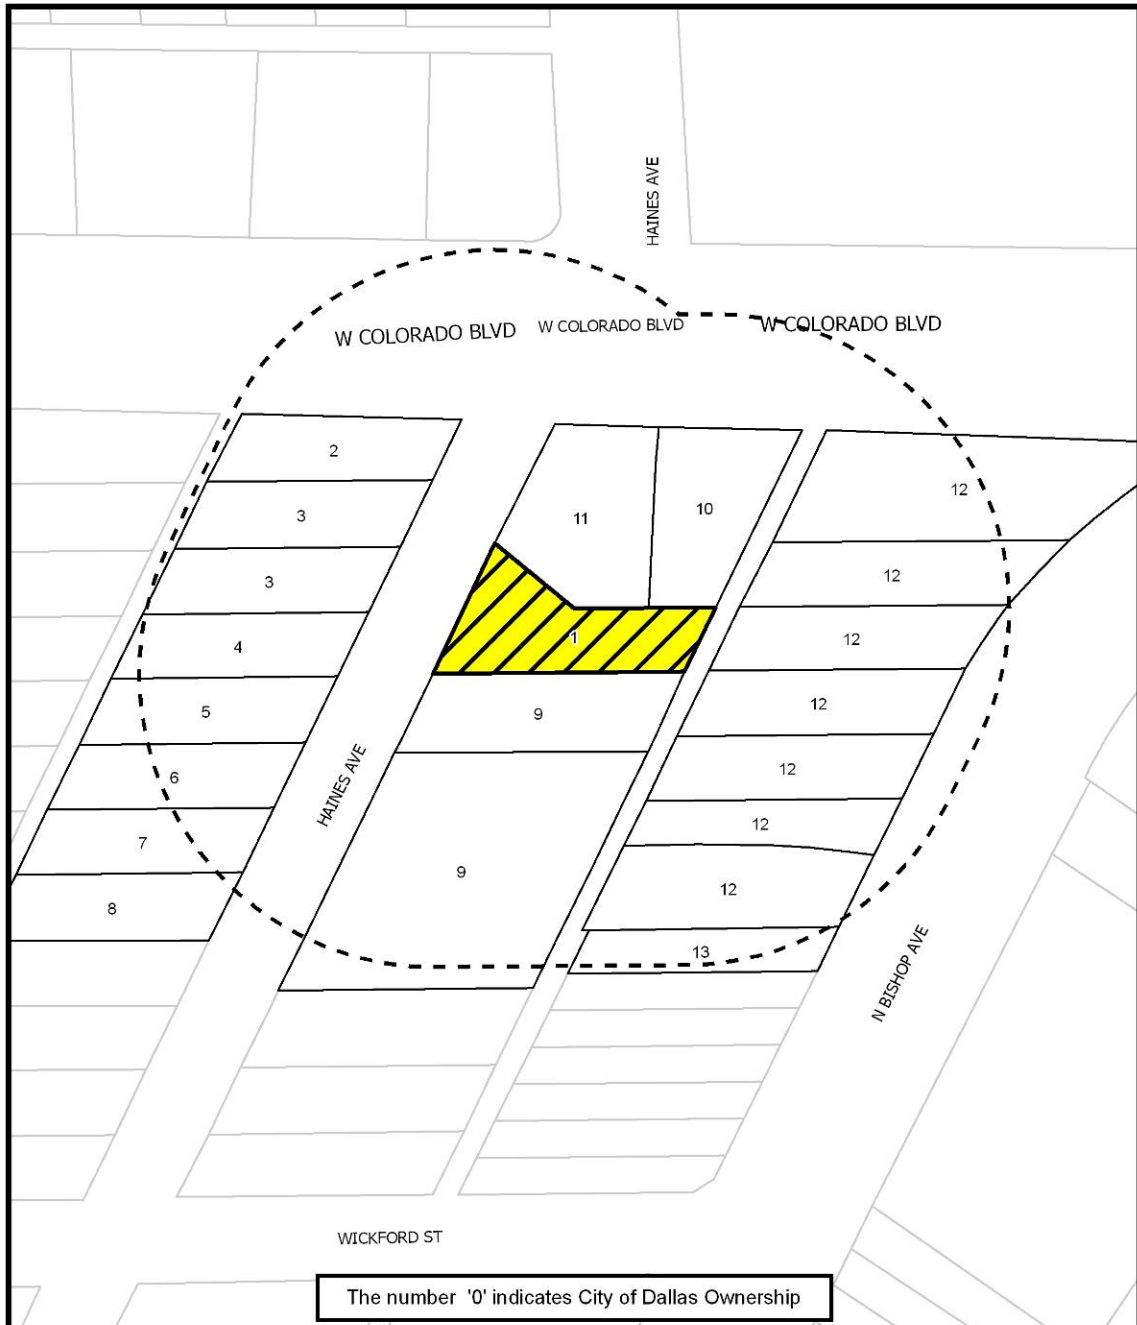 HAINES AVE
W COLORADO BLVD
W COLORADO BLVD
W COLORADO BLVD
2
12
3
10
11
12
3
1
12
4
12
5
9
12
6
HAINES AVE
12
7
9
12
8
13
N BISHOP AVE
WICKFORD ST
The number '0' indicates City of Dallas Ownership